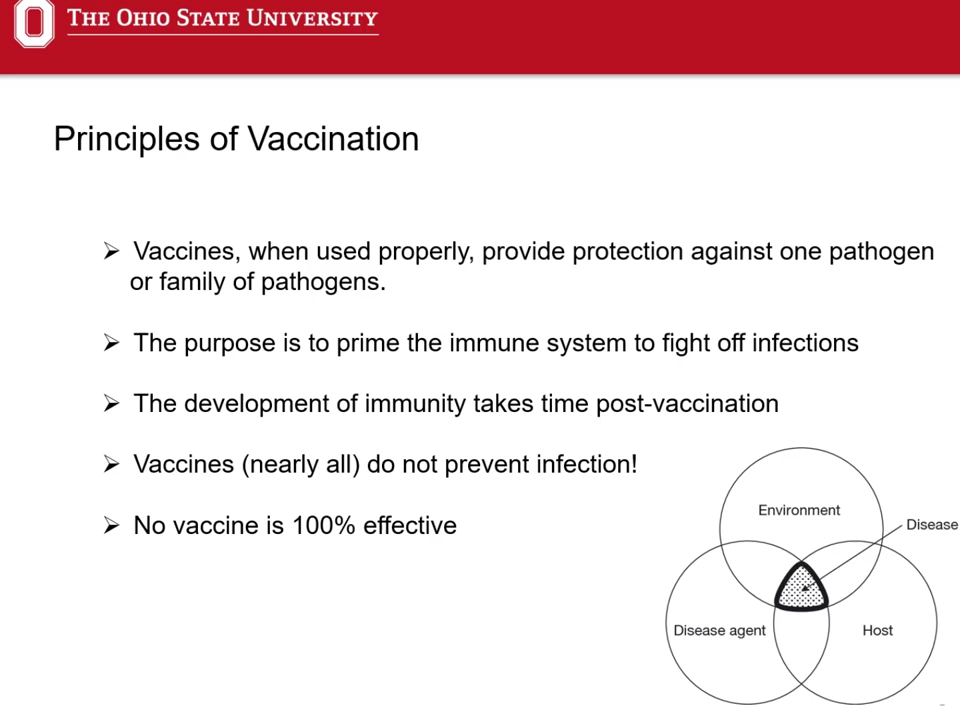 THE OHIO STATE UNIVERSITY
Principles of Vaccination
Vaccines, when used properly, provide protection against one pathogen
or family of pathogens.
The purpose is to prime the immune system to fight off infections
The development of immunity takes time post-vaccination
Vaccines (nearly all) do not prevent infection!
No vaccine is 100% effective
Environment
Disease
Disease agent
Host